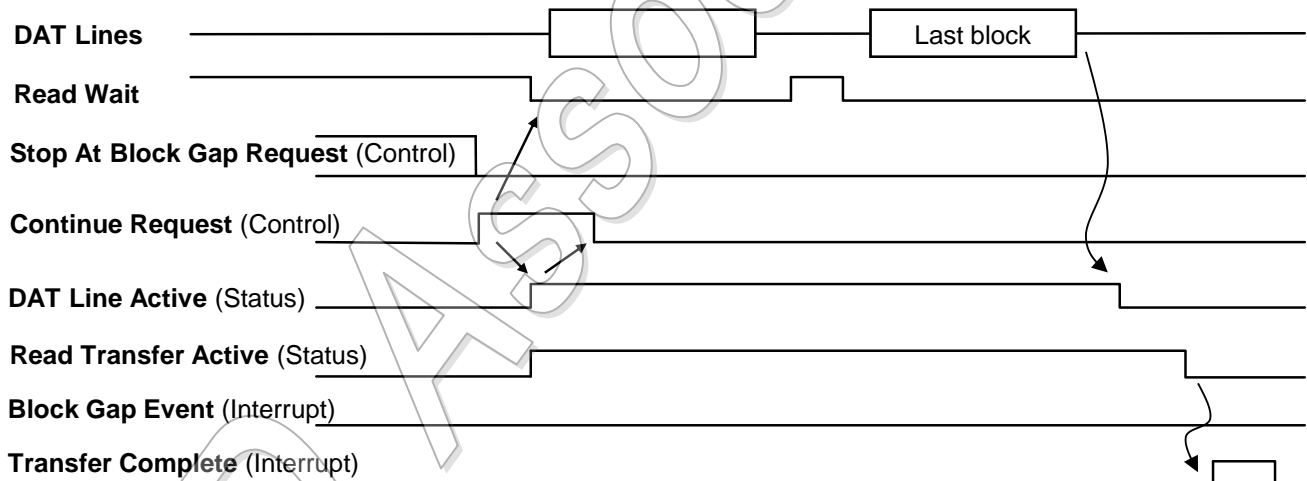 DAT Lines
Last block
Read Wait
Stop At Block Gap Request (Control)
Continue Request (Control)
DAT Line Active (Status)
Read Transfer Active (Status)
Block Gap Event (Interrupt)
Transfer Complete (Interrupt)